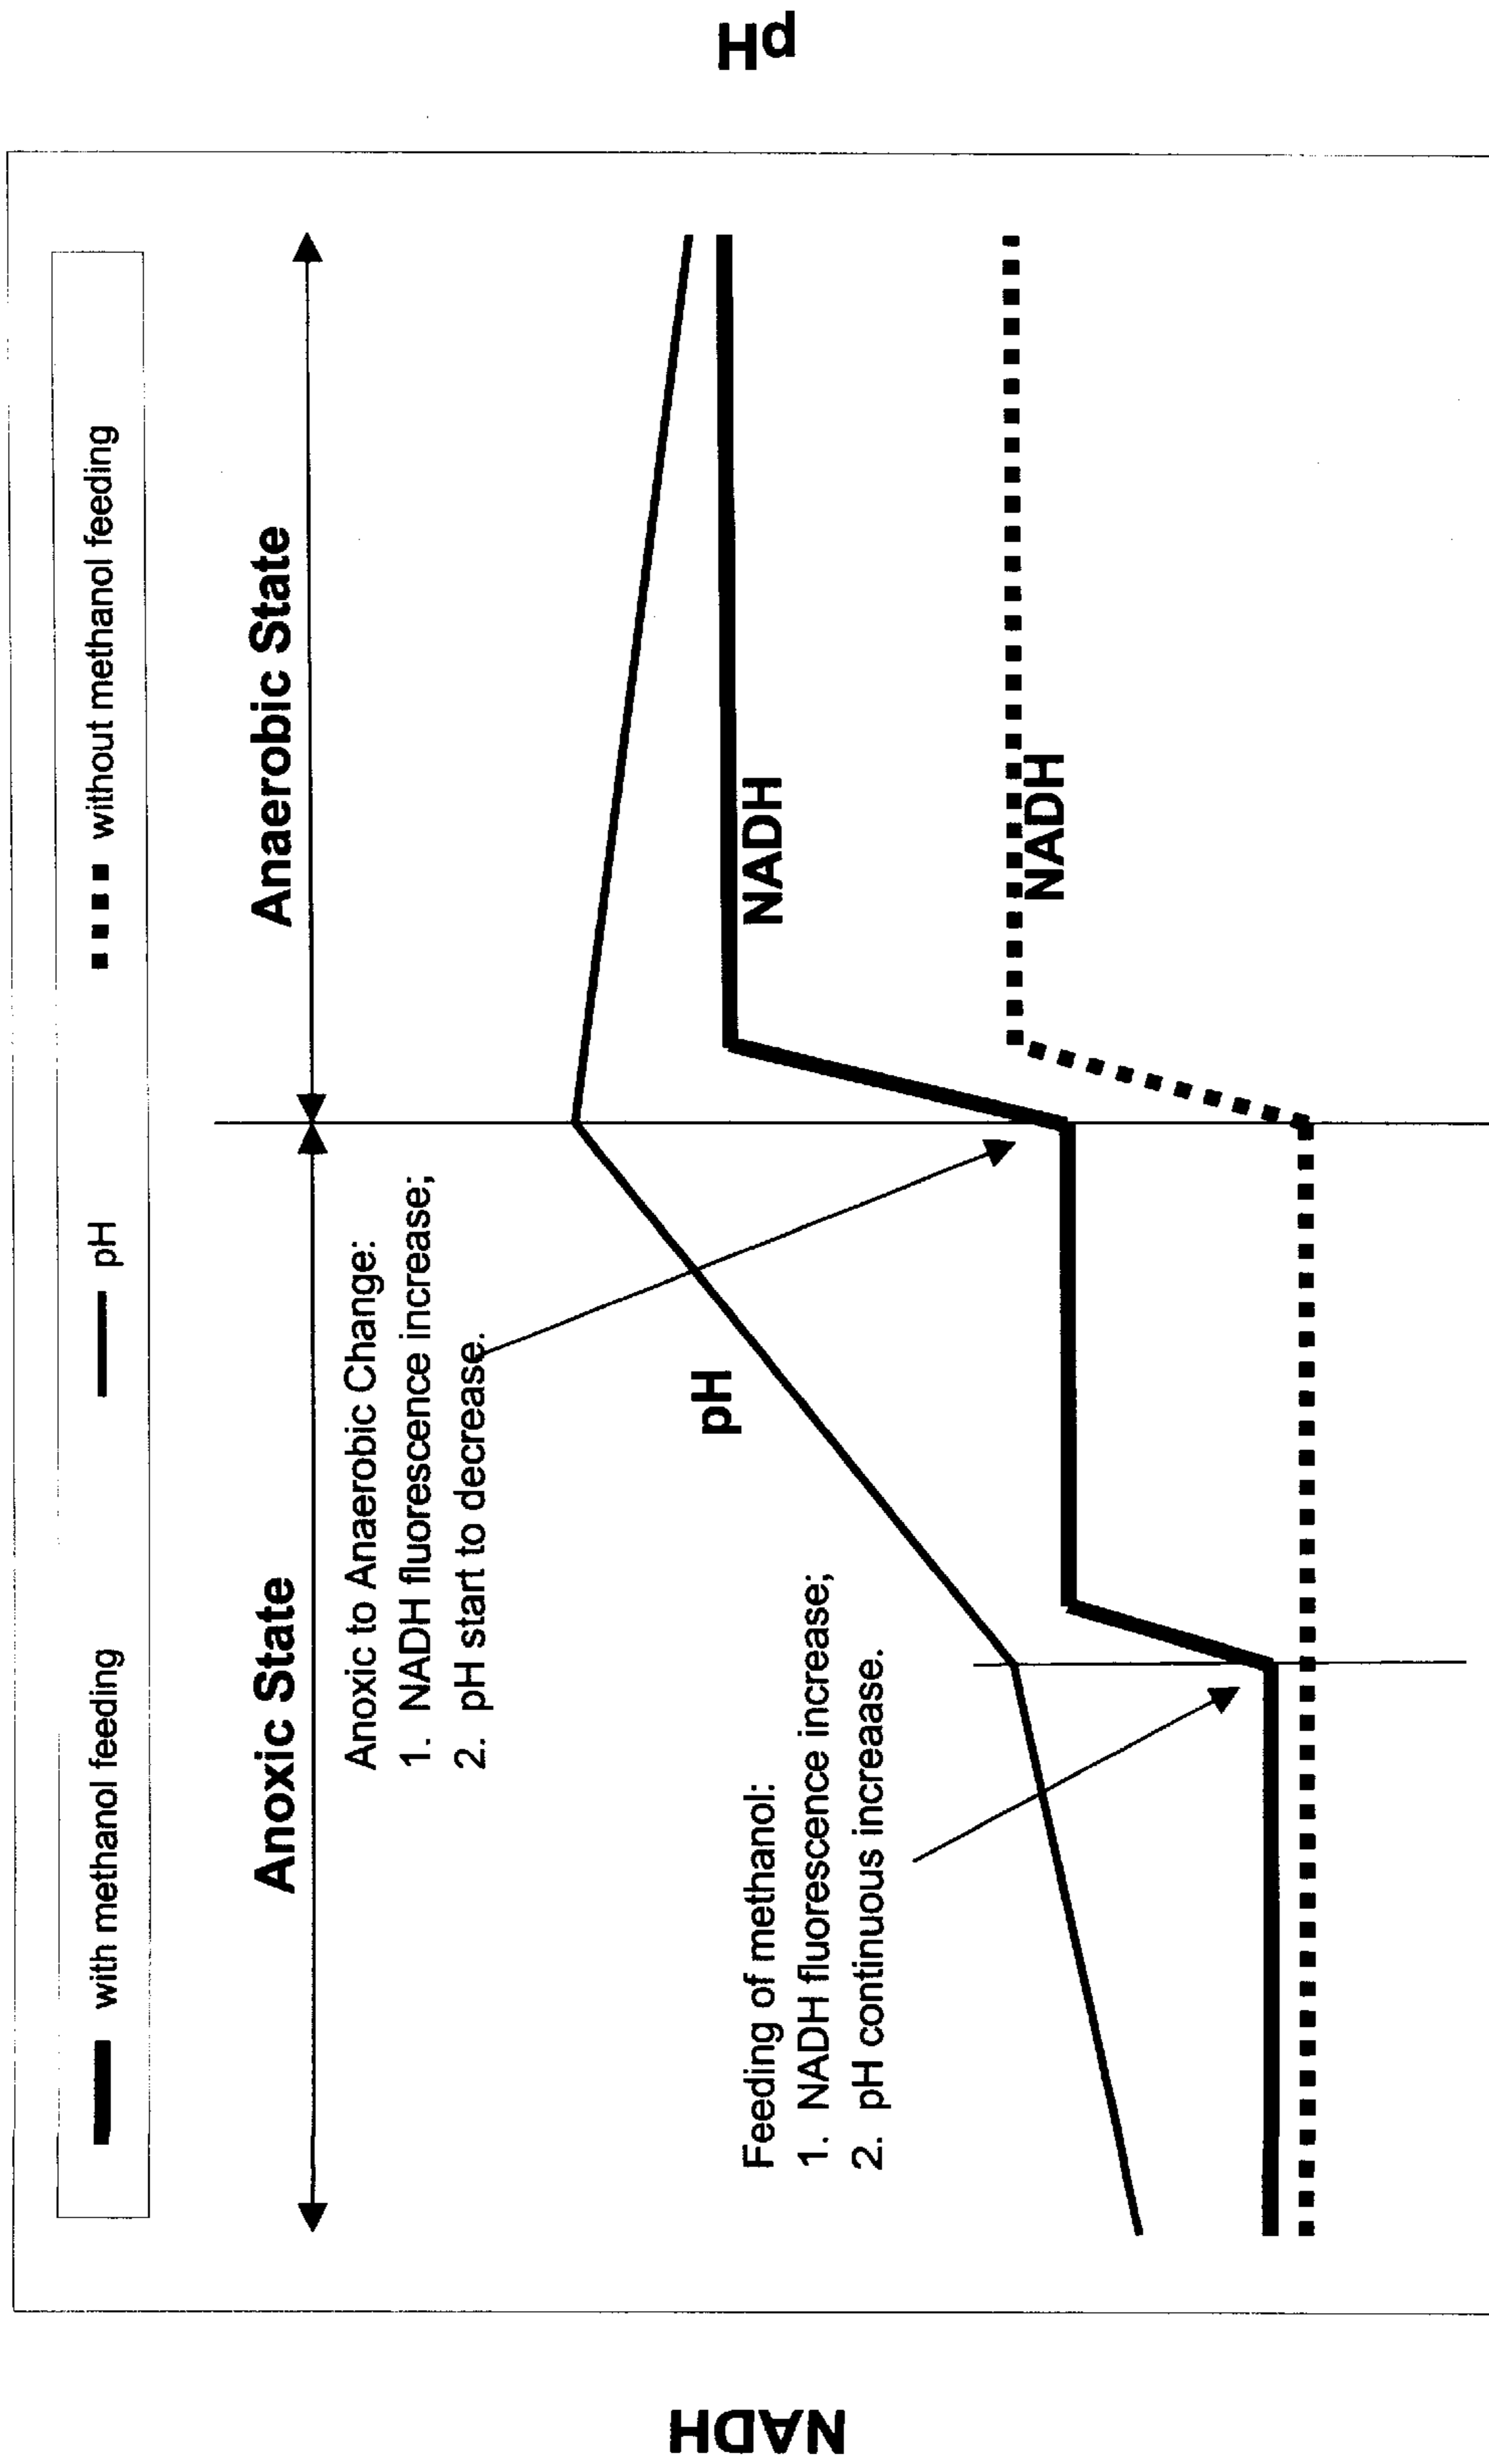 with methanol feeding
pH
without methanol feeding
Anoxic State
Anaerobic State
Anoxic to Anaerobic Change:
1. NADH fluorescence increase;
2. pH start to decrease.
Feeding of methanol:
1. NADH fluorescence increase;
2. pH continuous increaase.
pH
NADH
NADH
NADH
pH